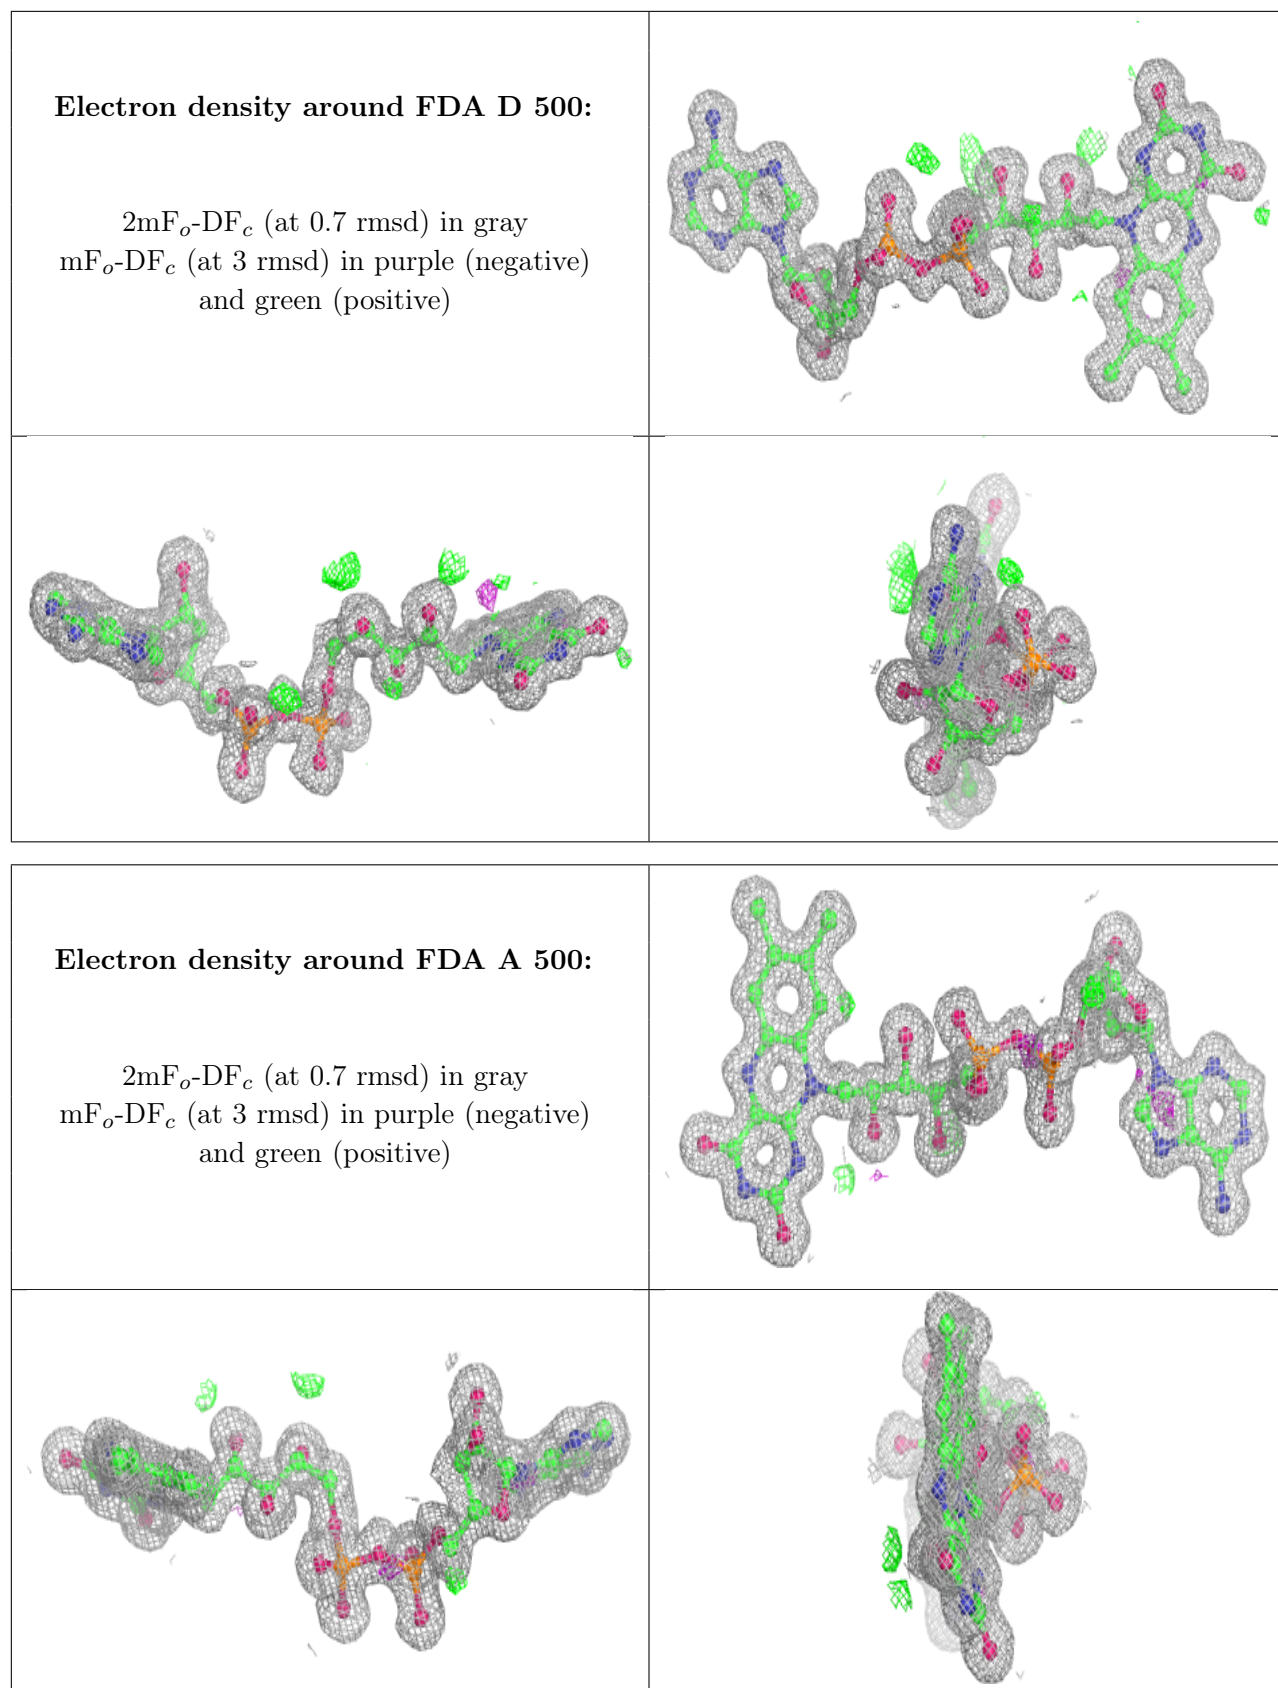 Electron density around FDA D 500:
2mFₒ-DF𝒸 (at 0.7 rmsd) in gray
mFₒ-DF𝒸 (at 3 rmsd) in purple (negative)
and green (positive)
Electron density around FDA A 500:
2mFₒ-DF𝒸 (at 0.7 rmsd) in gray
mFₒ-DF𝒸 (at 3 rmsd) in purple (negative)
and green (positive)